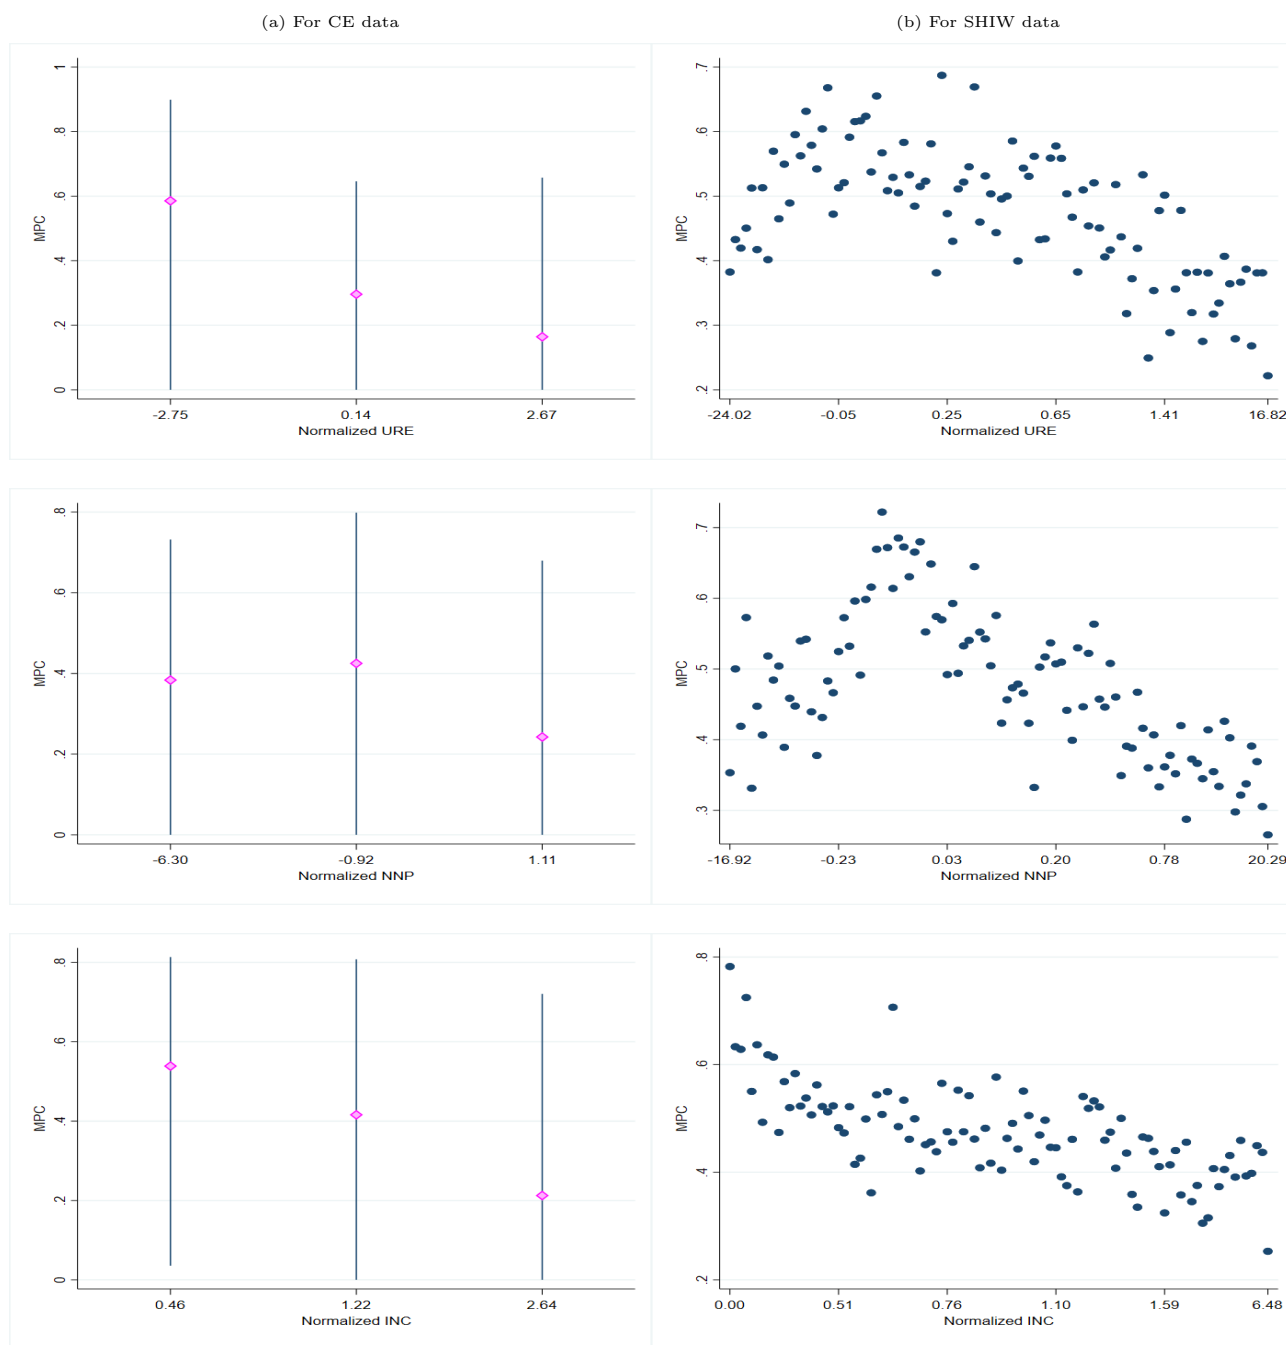 (a) For CE data
(b) For SHIW data
1
.8
.6
.4
.2
0
MPC
-2.75 0.14 2.67
Normalized URE
.7
.6
.5
.4
.3
.2
MPC
-24.02 -0.05 0.25 0.65 1.41 16.82
Normalized URE
.8
.6
.4
.2
0
MPC
-6.30 -0.92 1.11
Normalized NNP
.7
.6
.5
.4
.3
MPC
-16.92 -0.23 0.03 0.20 0.78 20.29
Normalized NNP
.8
.6
.4
.2
0
MPC
0.46 1.22 2.64
Normalized INC
.8
.6
.4
.2
MPC
0.00 0.51 0.76 1.10 1.59 6.48
Normalized INC